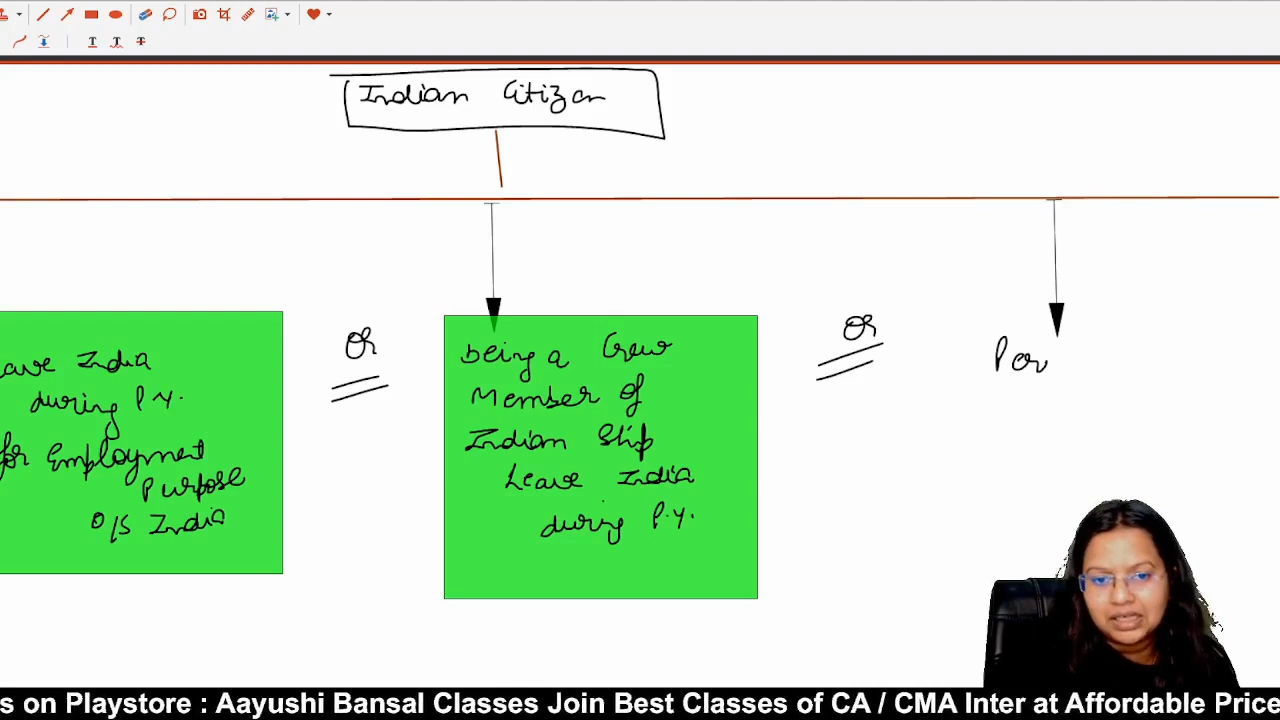 Indian Citizen
Leave India
during P.Y.
for Employment
Purpose
O/S India
Or
being a Crew
Member of
Indian Ship
Leave India
during P.Y.
Or
Per
s on Playstore : Aayushi Bansal Classes Join Best Classes of CA / CMA Inter at Affordable Price